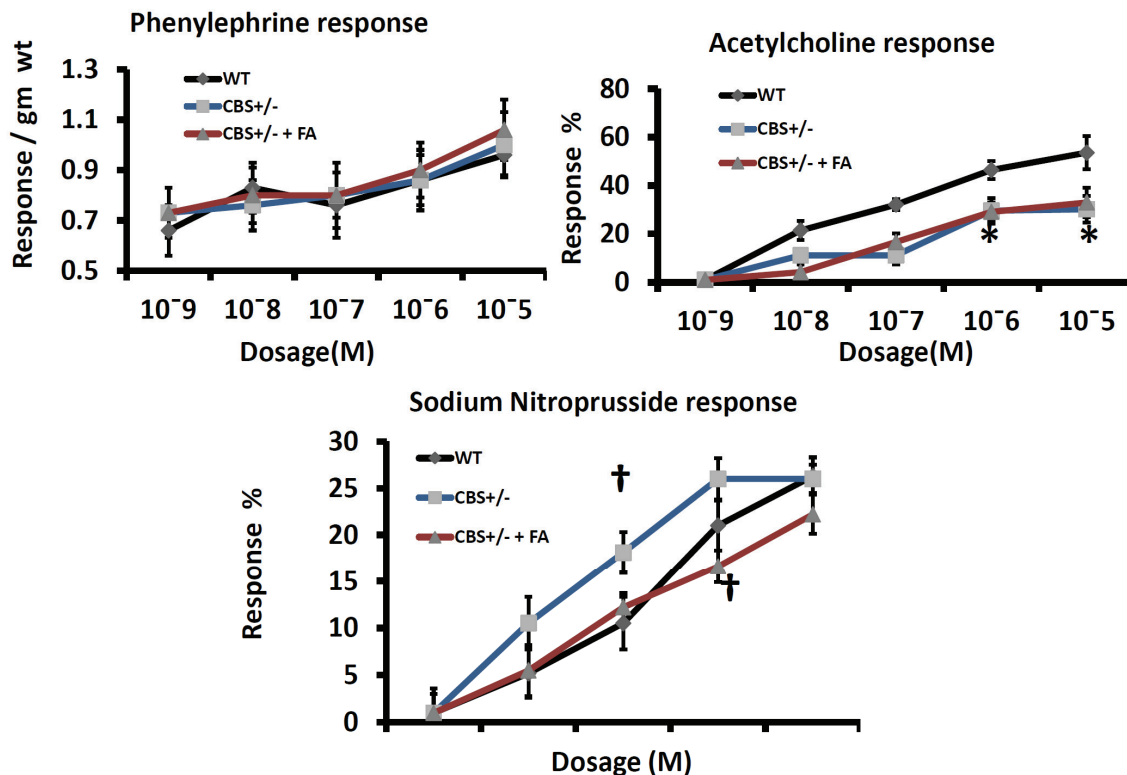 Phenylephrine response
Response / gm wt
1.3
1.1
0.9
0.7
0.5
WT
CBS+/-
CBS+/- + FA
10⁻9 10⁻8 10⁻7 10⁻6 10⁻5
Dosage(M)
Acetylcholine response
Response %
80
60
40
20
0
WT
CBS+/-
CBS+/- + FA
* *
10⁻9 10⁻8 10⁻7 10⁻6 10⁻5
Dosage(M)
Sodium Nitroprusside response
Response %
30
25
20
15
10
5
0
WT
CBS+/-
CBS+/- + FA
†
†
Dosage (M)